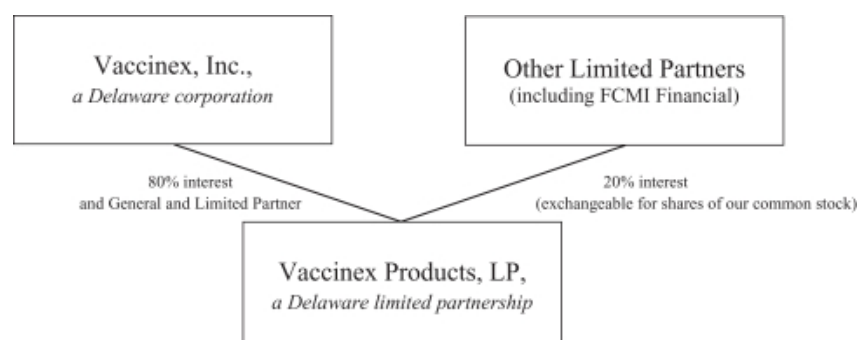 Vaccinex, Inc.,
a Delaware corporation
Other Limited Partners
(including FCMI Financial)
80% interest
and General and Limited Partner
20% interest
(exchangeable for shares of our common stock)
Vaccinex Products, LP,
a Delaware limited partnership